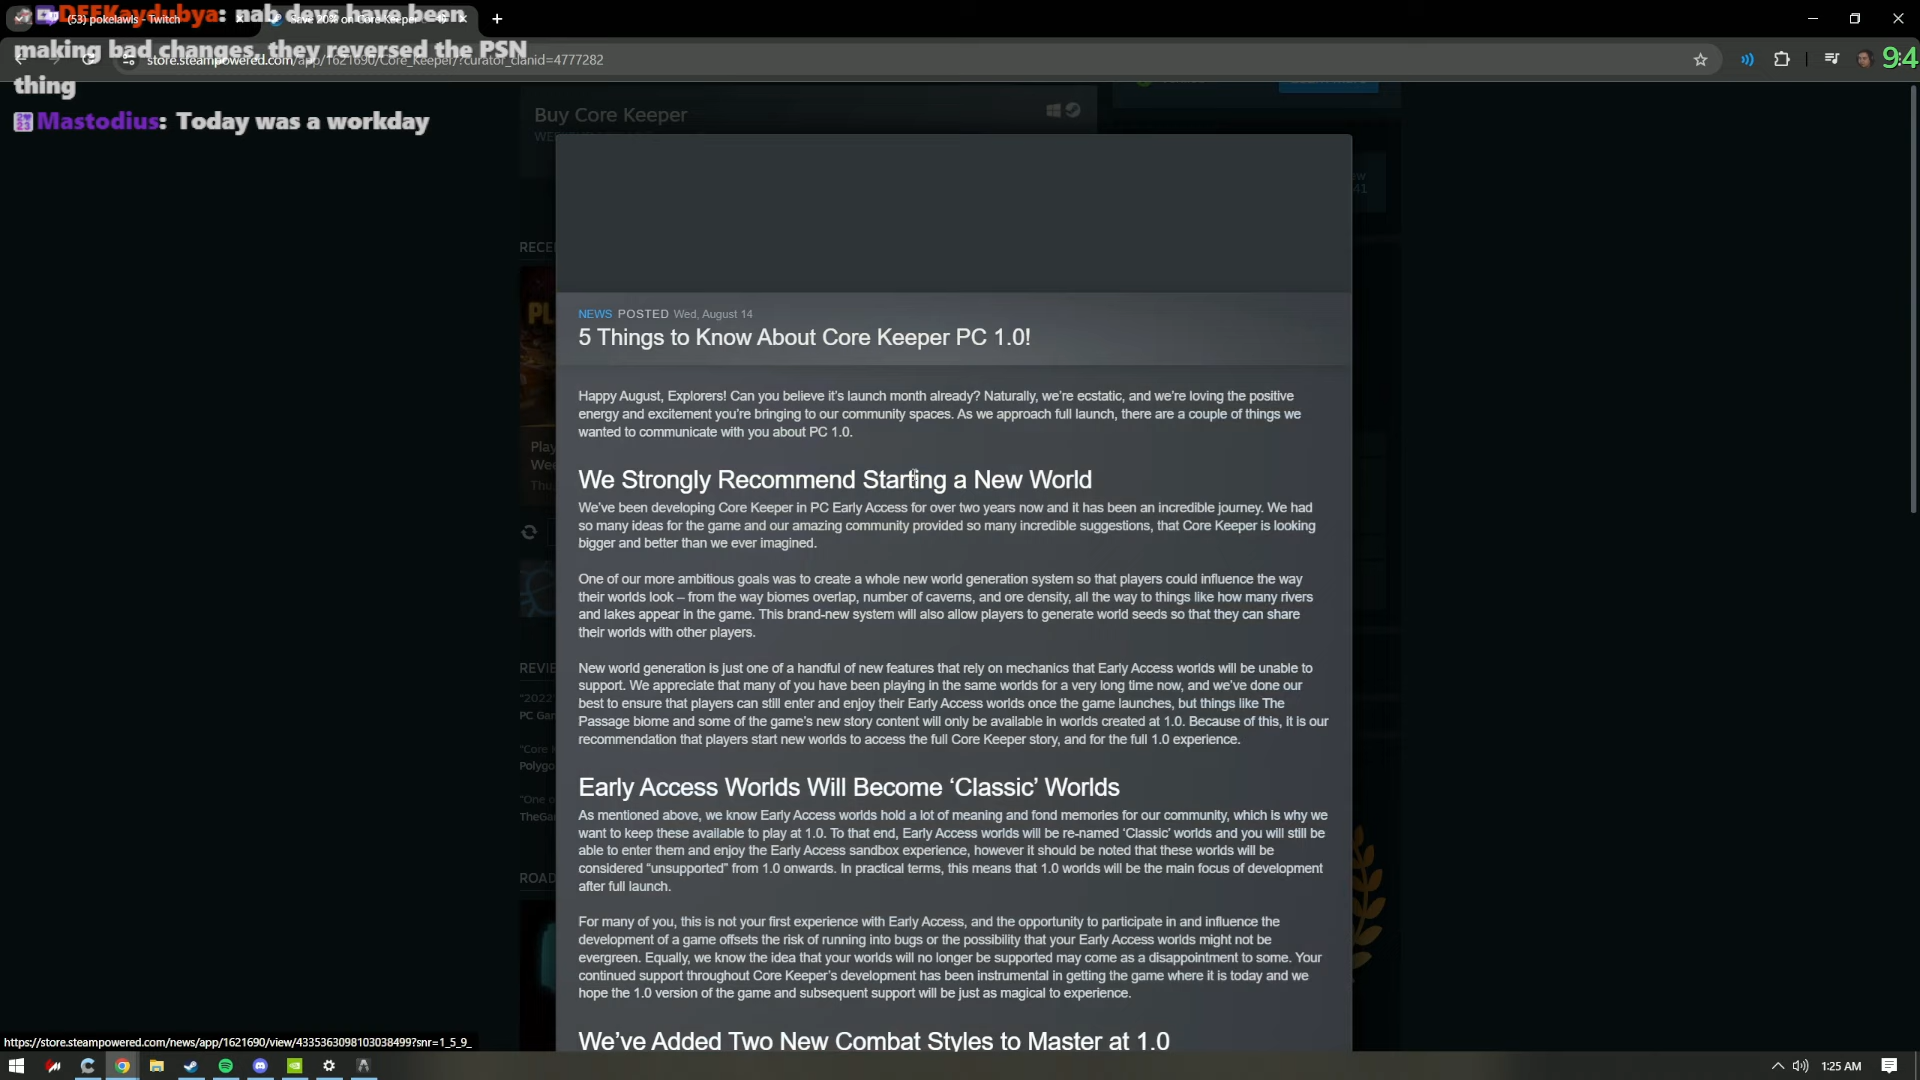 (53) pokelawls - Twitch
Save 20% on Core Keeper
DEEKaydubya: nab devs have been
making bad changes, they reversed the PSN
thing
Mastodius: Today was a workday
store.steampowered.com/app/1621690/Core_Keeper/?curator_clanid=4777282
9:4
Buy Core Keeper
RECE
NEWS POSTED Wed, August 14
5 Things to Know About Core Keeper PC 1.0!
Happy August, Explorers! Can you believe it's launch month already? Naturally, we're ecstatic, and we're loving the positive
energy and excitement you're bringing to our community spaces. As we approach full launch, there are a couple of things we
wanted to communicate with you about PC 1.0.
We Strongly Recommend Starting a New World
We've been developing Core Keeper in PC Early Access for over two years now and it has been an incredible journey. We had
so many ideas for the game and our amazing community provided so many incredible suggestions, that Core Keeper is looking
bigger and better than we ever imagined.
One of our more ambitious goals was to create a whole new world generation system so that players could influence the way
their worlds look – from the way biomes overlap, number of caverns, and ore density, all the way to things like how many rivers
and lakes appear in the game. This brand-new system will also allow players to generate world seeds so that they can share
their worlds with other players.
New world generation is just one of a handful of new features that rely on mechanics that Early Access worlds will be unable to
support. We appreciate that many of you have been playing in the same worlds for a very long time now, and we've done our
best to ensure that players can still enter and enjoy their Early Access worlds once the game launches, but things like The
Passage biome and some of the game's new story content will only be available in worlds created at 1.0. Because of this, it is our
recommendation that players start new worlds to access the full Core Keeper story, and for the full 1.0 experience.
Early Access Worlds Will Become ‘Classic’ Worlds
As mentioned above, we know Early Access worlds hold a lot of meaning and fond memories for our community, which is why we
want to keep these available to play at 1.0. To that end, Early Access worlds will be re-named ‘Classic’ worlds and you will still be
able to enter them and enjoy the Early Access sandbox experience, however it should be noted that these worlds will be
considered “unsupported” from 1.0 onwards. In practical terms, this means that 1.0 worlds will be the main focus of development
after full launch.
For many of you, this is not your first experience with Early Access, and the opportunity to participate in and influence the
development of a game offsets the risk of running into bugs or the possibility that your Early Access worlds might not be
evergreen. Equally, we know the idea that your worlds will no longer be supported may come as a disappointment to some. Your
continued support throughout Core Keeper's development has been instrumental in getting the game where it is today and we
hope the 1.0 version of the game and subsequent support will be just as magical to experience.
We've Added Two New Combat Styles to Master at 1.0
Play
Wee
Thu.
REVIE
"2022
PC Gan
"Core K
Polygo
"One o
TheGa
ROAD
https://store.steampowered.com/news/app/1621690/view/4335363098103038499?snr=1_5_9_
1:25 AM